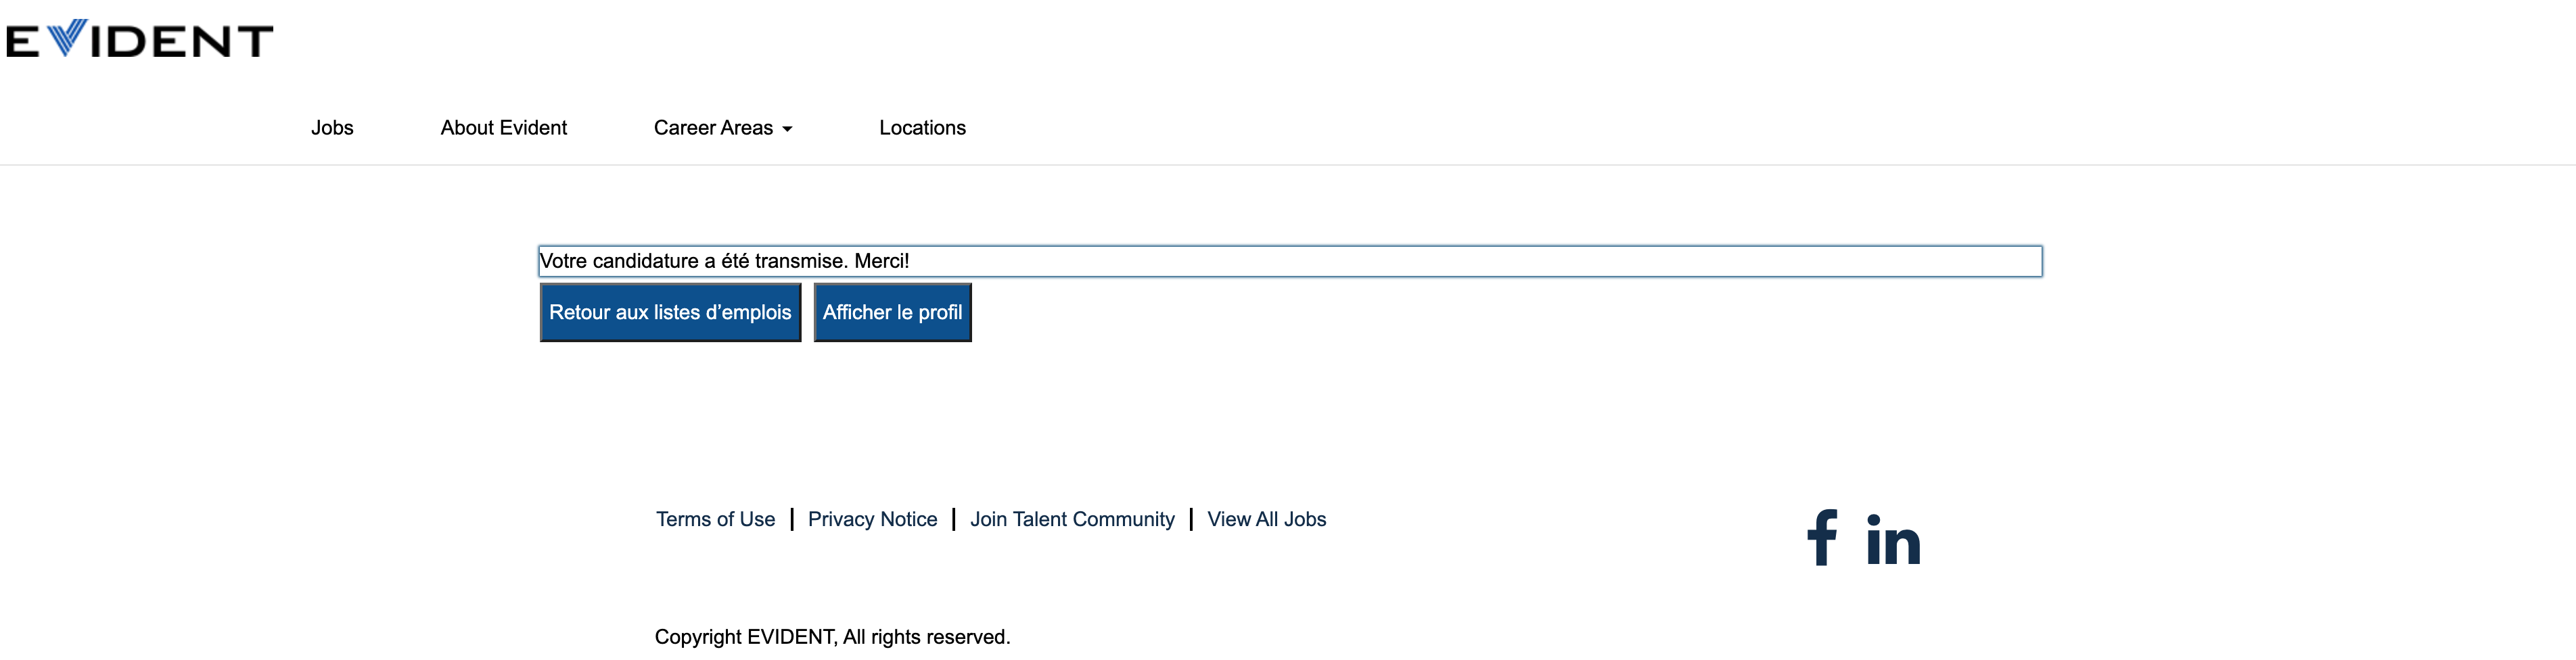 EVIDENT
Jobs About Evident Career Areas Locations
Votre candidature a été transmise. Merci!
Retour aux listes d’emplois Afficher le profil
Terms of Use | Privacy Notice | Join Talent Community | View All Jobs
f in
Copyright EVIDENT, All rights reserved.